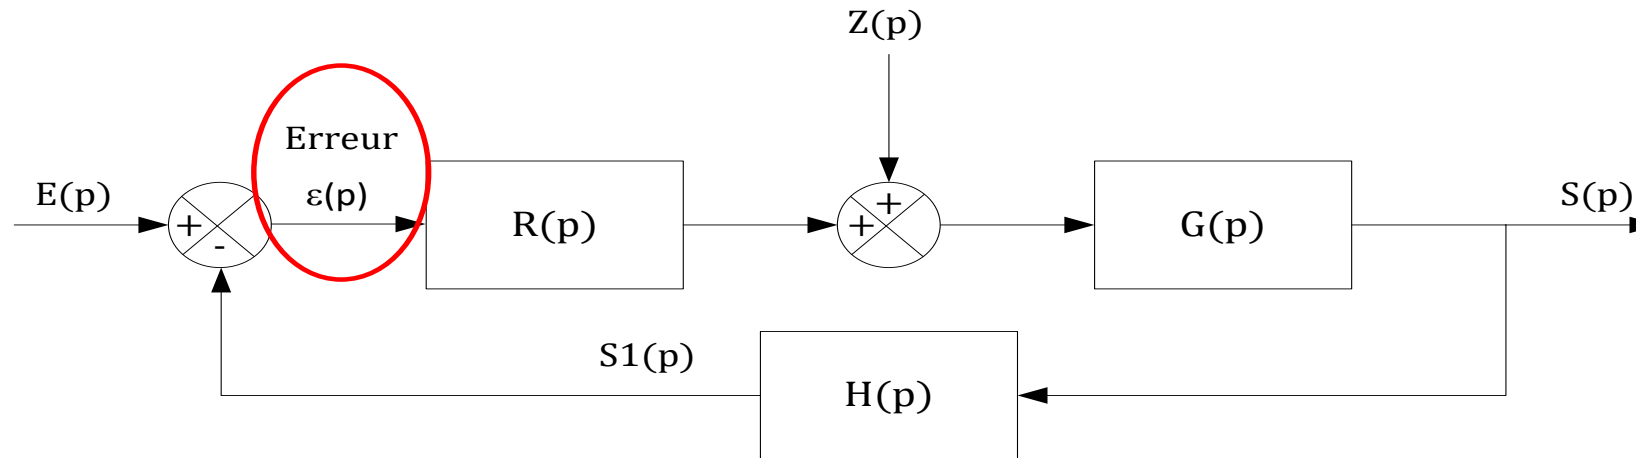 Z(p)
Erreur
E(p)
ε(p)
S(p)
+
-
R(p)
+
+
G(p)
S1(p)
H(p)